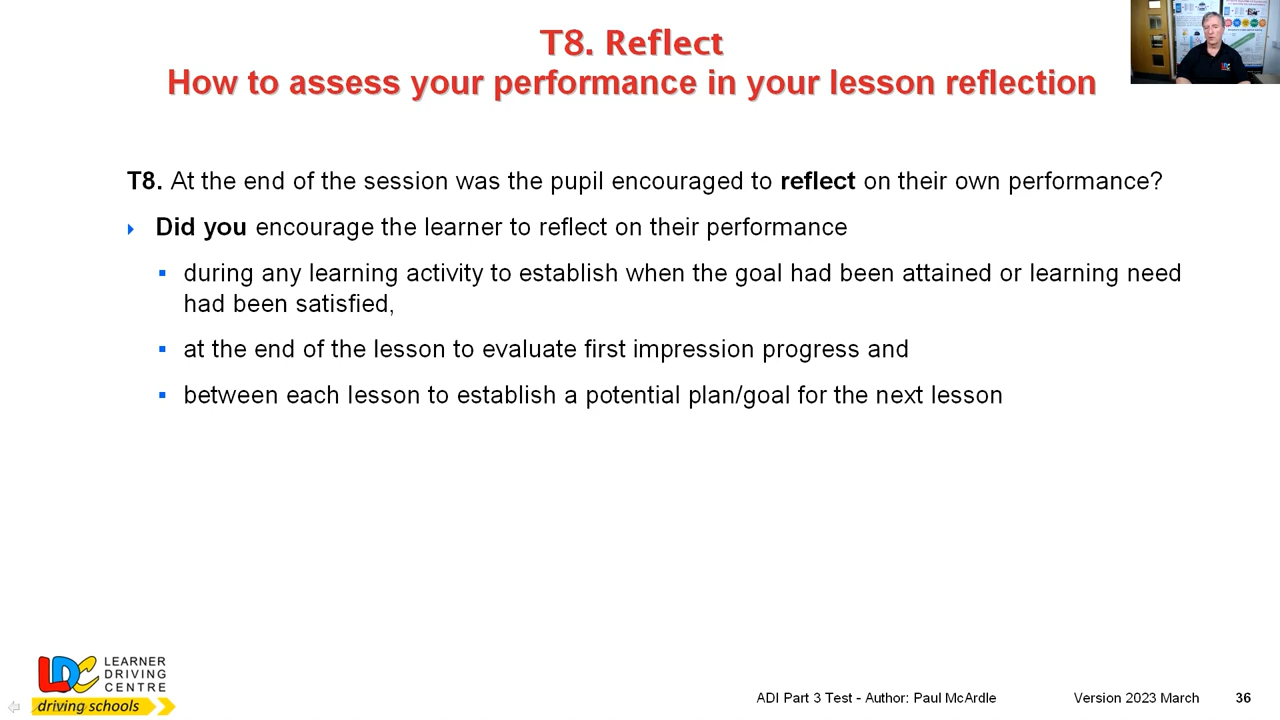 T8. Reflect
How to assess your performance in your lesson reflection
T8. At the end of the session was the pupil encouraged to reflect on their own performance?
Did you encourage the learner to reflect on their performance
during any learning activity to establish when the goal had been attained or learning need
had been satisfied,
at the end of the lesson to evaluate first impression progress and
between each lesson to establish a potential plan/goal for the next lesson
LDC
LEARNER
DRIVING
CENTRE
driving schools
ADI Part 3 Test - Author: Paul McArdle
Version 2023 March
36